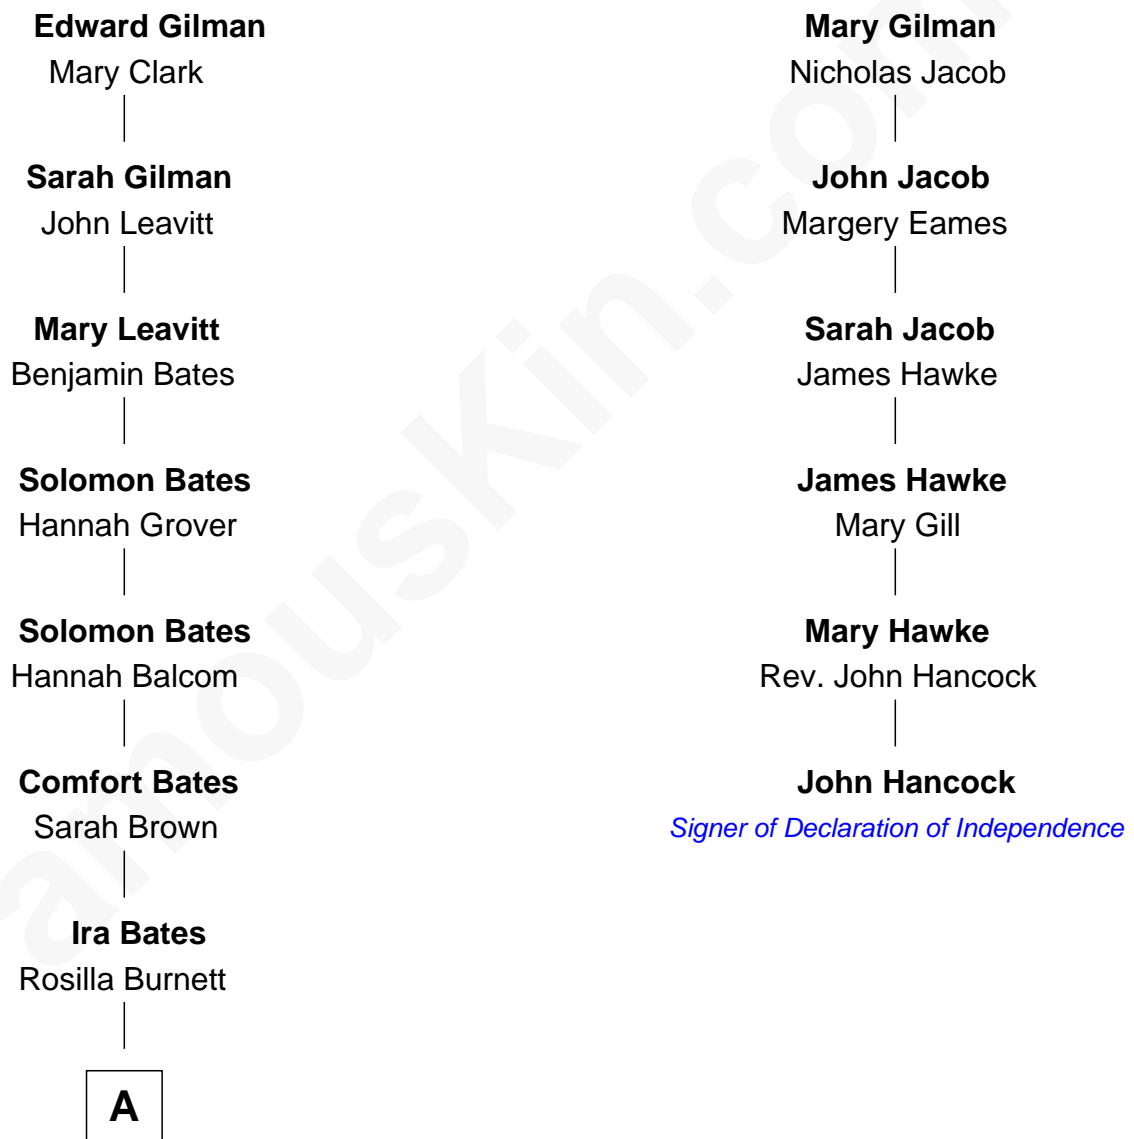 Edward Gilman
Mary Clark
Sarah Gilman
John Leavitt
Mary Leavitt
Benjamin Bates
Solomon Bates
Hannah Grover
Solomon Bates
Hannah Balcom
Comfort Bates
Sarah Brown
Ira Bates
Rosilla Burnett
A
Mary Gilman
Nicholas Jacob
John Jacob
Margery Eames
Sarah Jacob
James Hawke
James Hawke
Mary Gill
Mary Hawke
Rev. John Hancock
John Hancock
Signer of Declaration of Independence
amouskin.com